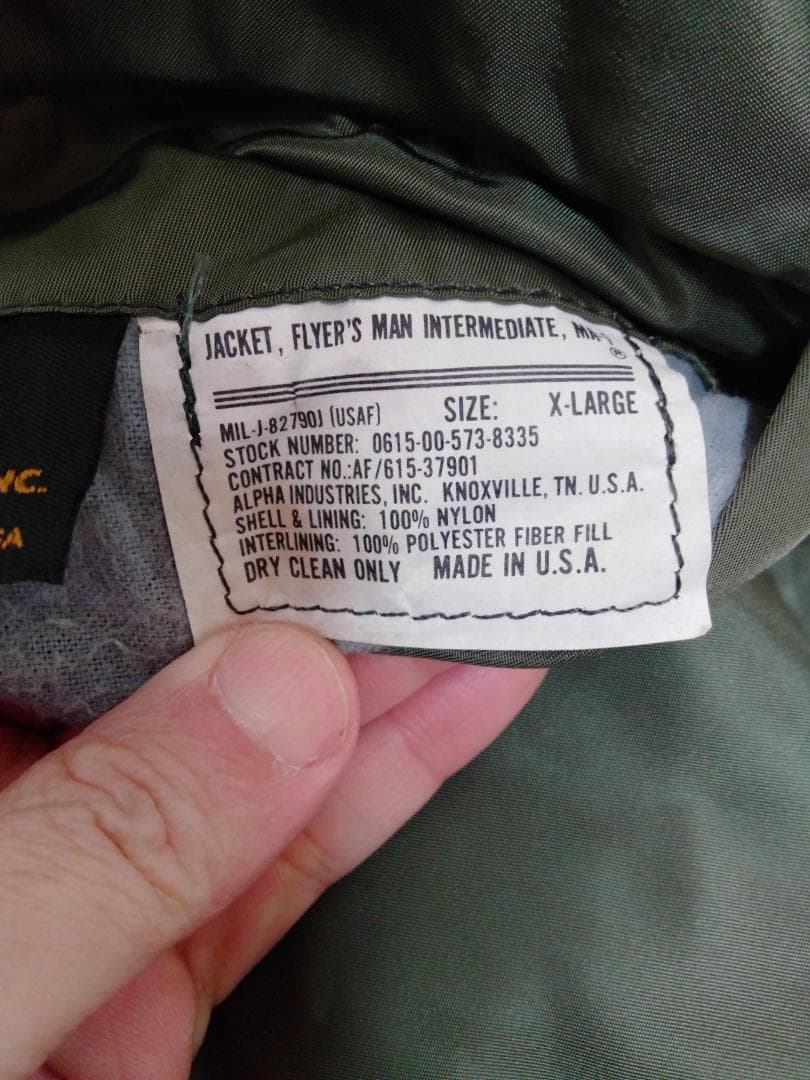 JACKET, FLYER'S MAN INTERMEDIATE, MA-1
®
MIL-J-82790J (USAF) SIZE: X-LARGE
STOCK NUMBER: 0615-00-573-8335
CONTRACT NO.:AF/615-37901
ALPHA INDUSTRIES, INC. KNOXVILLE, TN. U.S.A.
SHELL & LINING: 100% NYLON
INTERLINING: 100% POLYESTER FIBER FILL
DRY CLEAN ONLY MADE IN U.S.A.